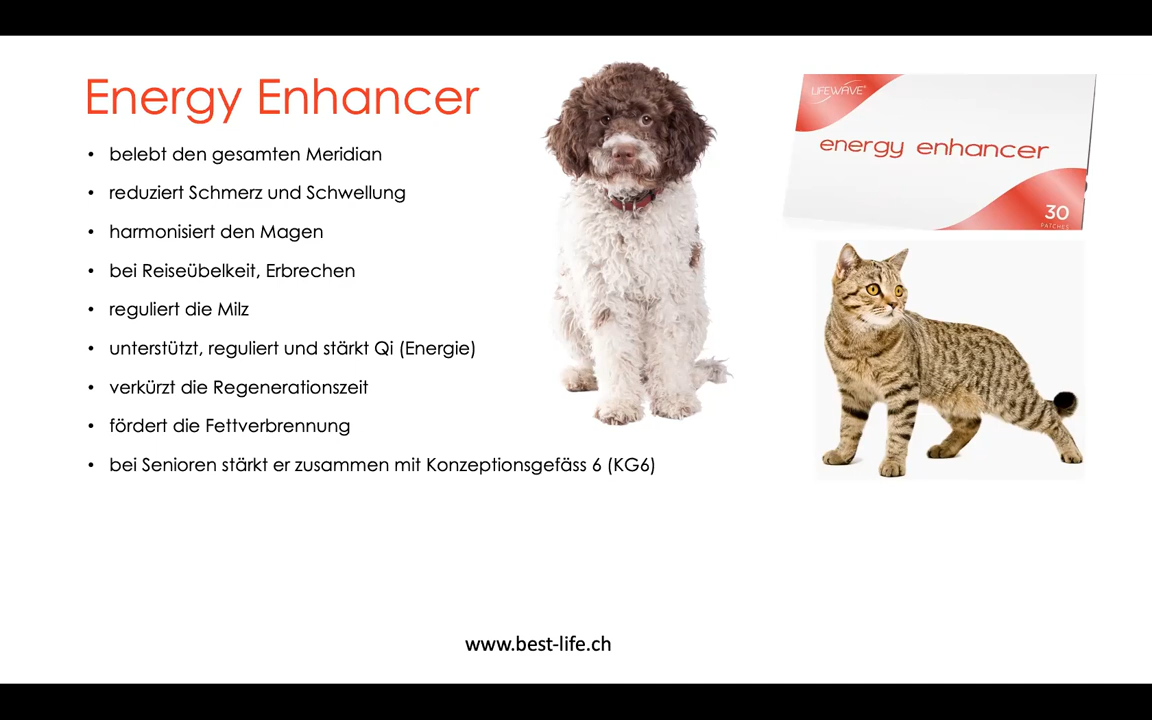 Energy Enhancer
• belebt den gesamten Meridian
• reduziert Schmerz und Schwellung
• harmonisiert den Magen
• bei Reiseübelkeit, Erbrechen
• reguliert die Milz
• unterstützt, reguliert und stärkt Qi (Energie)
• verkürzt die Regenerationszeit
• fördert die Fettverbrennung
• bei Senioren stärkt er zusammen mit Konzeptionsgefäss 6 (KG6)
LIFEWAVE®
energy enhancer
30
PATCHES
www.best-life.ch